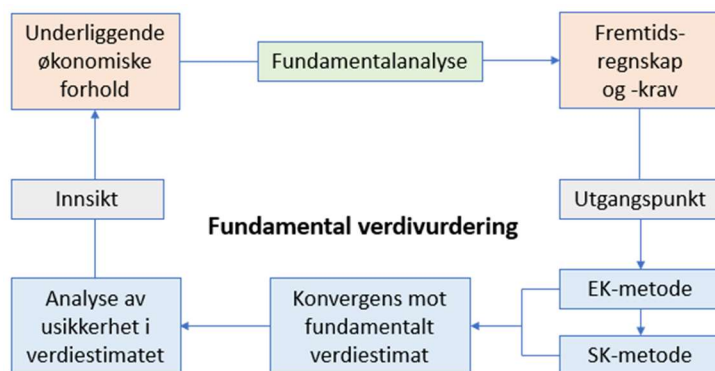 Underliggende
økonomiske
forhold
Fundamentalanalyse
Fremtids-
regnskap
og -krav
Innsikt
Utgangspunkt
Fundamental verdivurdering
Analyse av
usikkerhet i
verdiestimatet
Konvergens mot
fundamentalt
verdiestimat
EK-metode
SK-metode